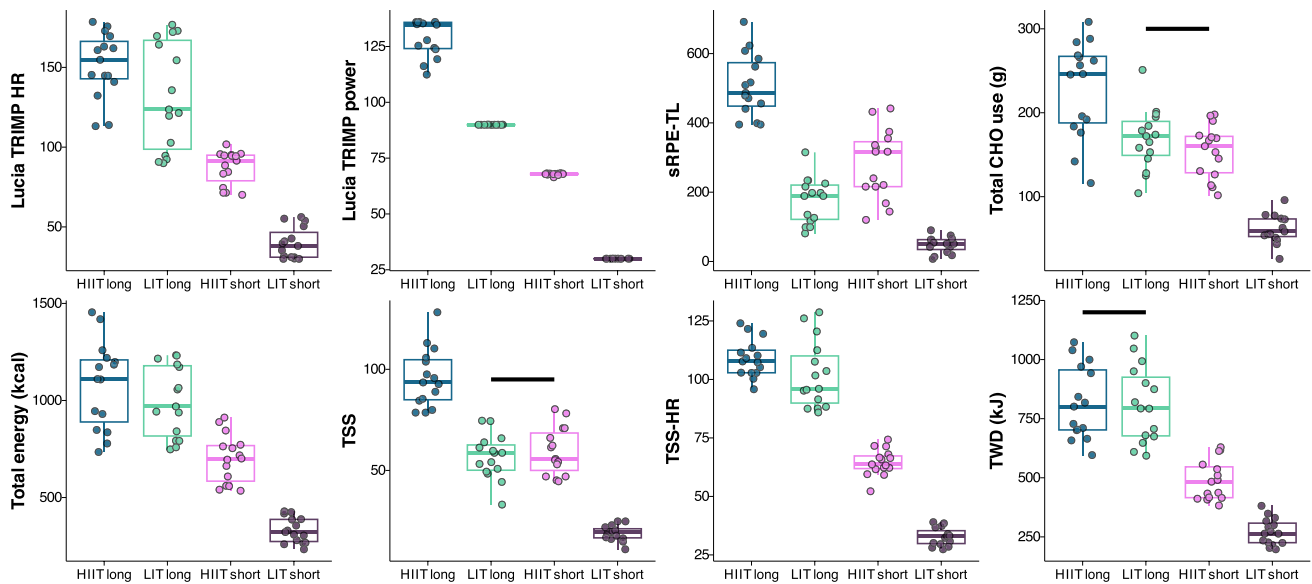 Lucia TRIMP HR
150
100
50
HIIT long LIT long HIIT short LIT short
Lucia TRIMP power
125
100
75
50
25
HIIT long LIT long HIIT short LIT short
sRPE-TL
600
400
200
0
HIIT long LIT long HIIT short LIT short
Total CHO use (g)
300
200
100
HIIT long LIT long HIIT short LIT short
Total energy (kcal)
1500
1000
500
HIIT long LIT long HIIT short LIT short
TSS
100
50
HIIT long LIT long HIIT short LIT short
TSS-HR
125
100
75
50
25
HIIT long LIT long HIIT short LIT short
TWD (kJ)
1250
1000
750
500
250
HIIT long LIT long HIIT short LIT short